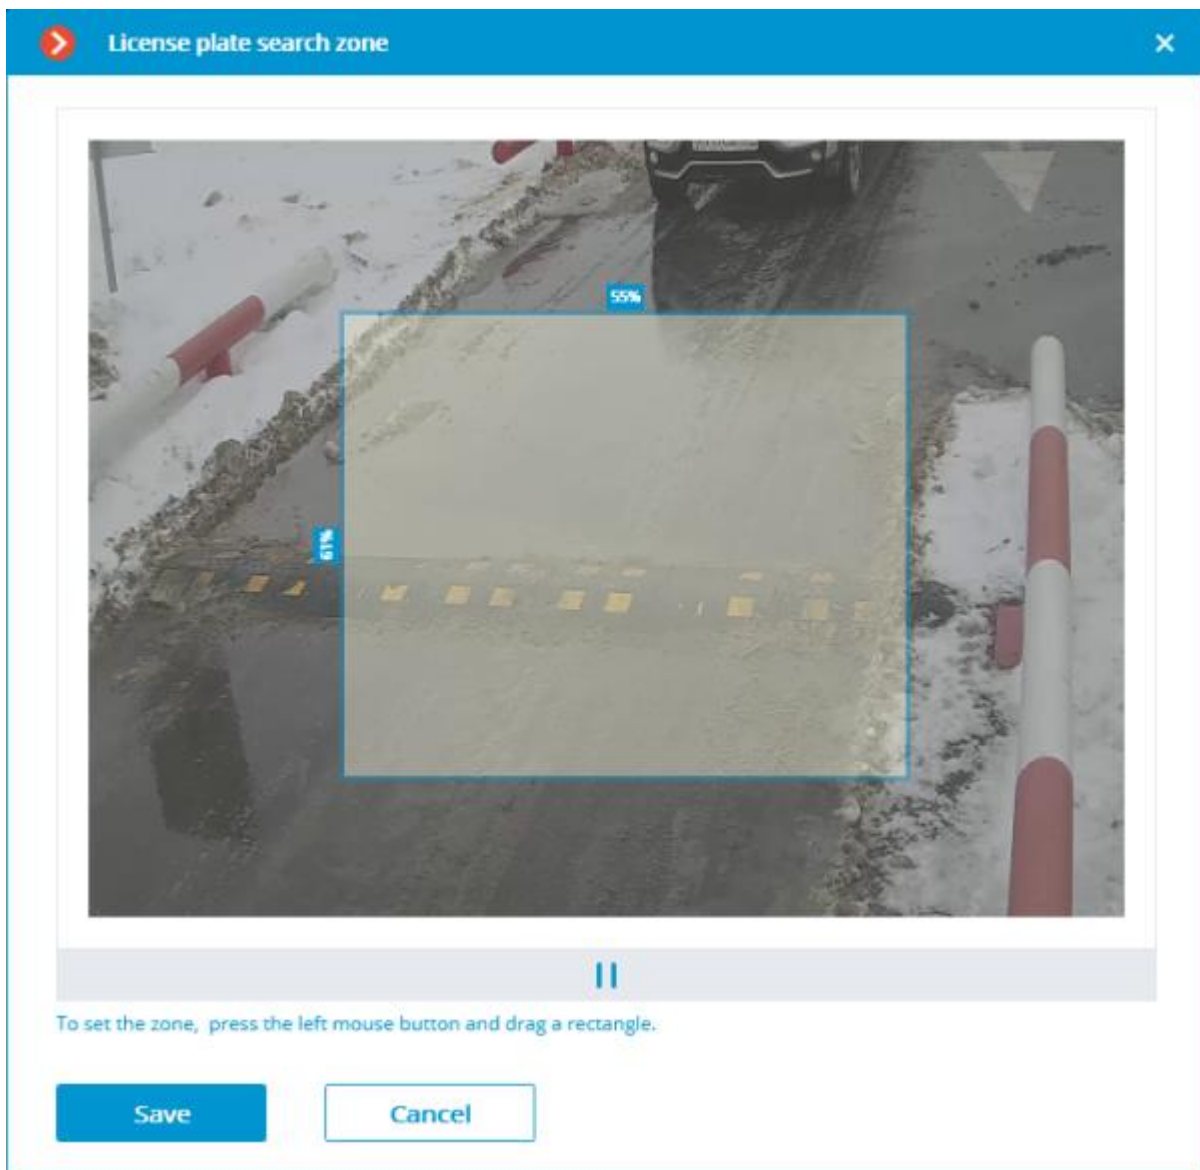 License plate search zone
55%
61%
To set the zone, press the left mouse button and drag a rectangle.
Save
Cancel